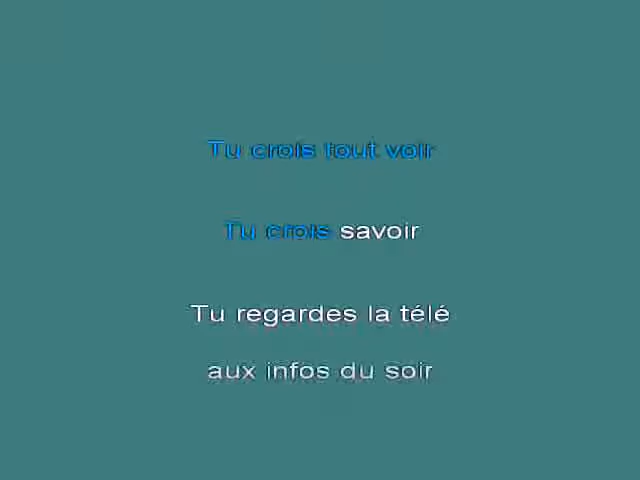 Tu crois tout voir
Tu crois savoir
Tu regardes la télé
aux infos du soir